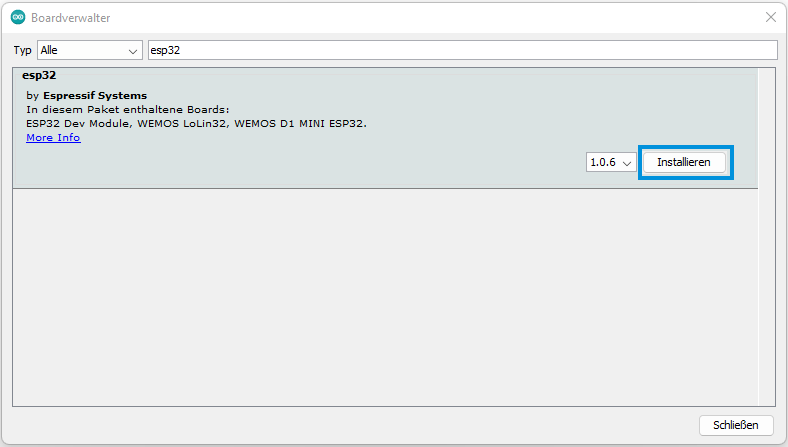 Boardverwalter
Typ Alle esp32
esp32
by Espressif Systems
In diesem Paket enthaltene Boards:
ESP32 Dev Module, WEMOS LoLin32, WEMOS D1 MINI ESP32.
More Info
1.0.6 Installieren
Schließen